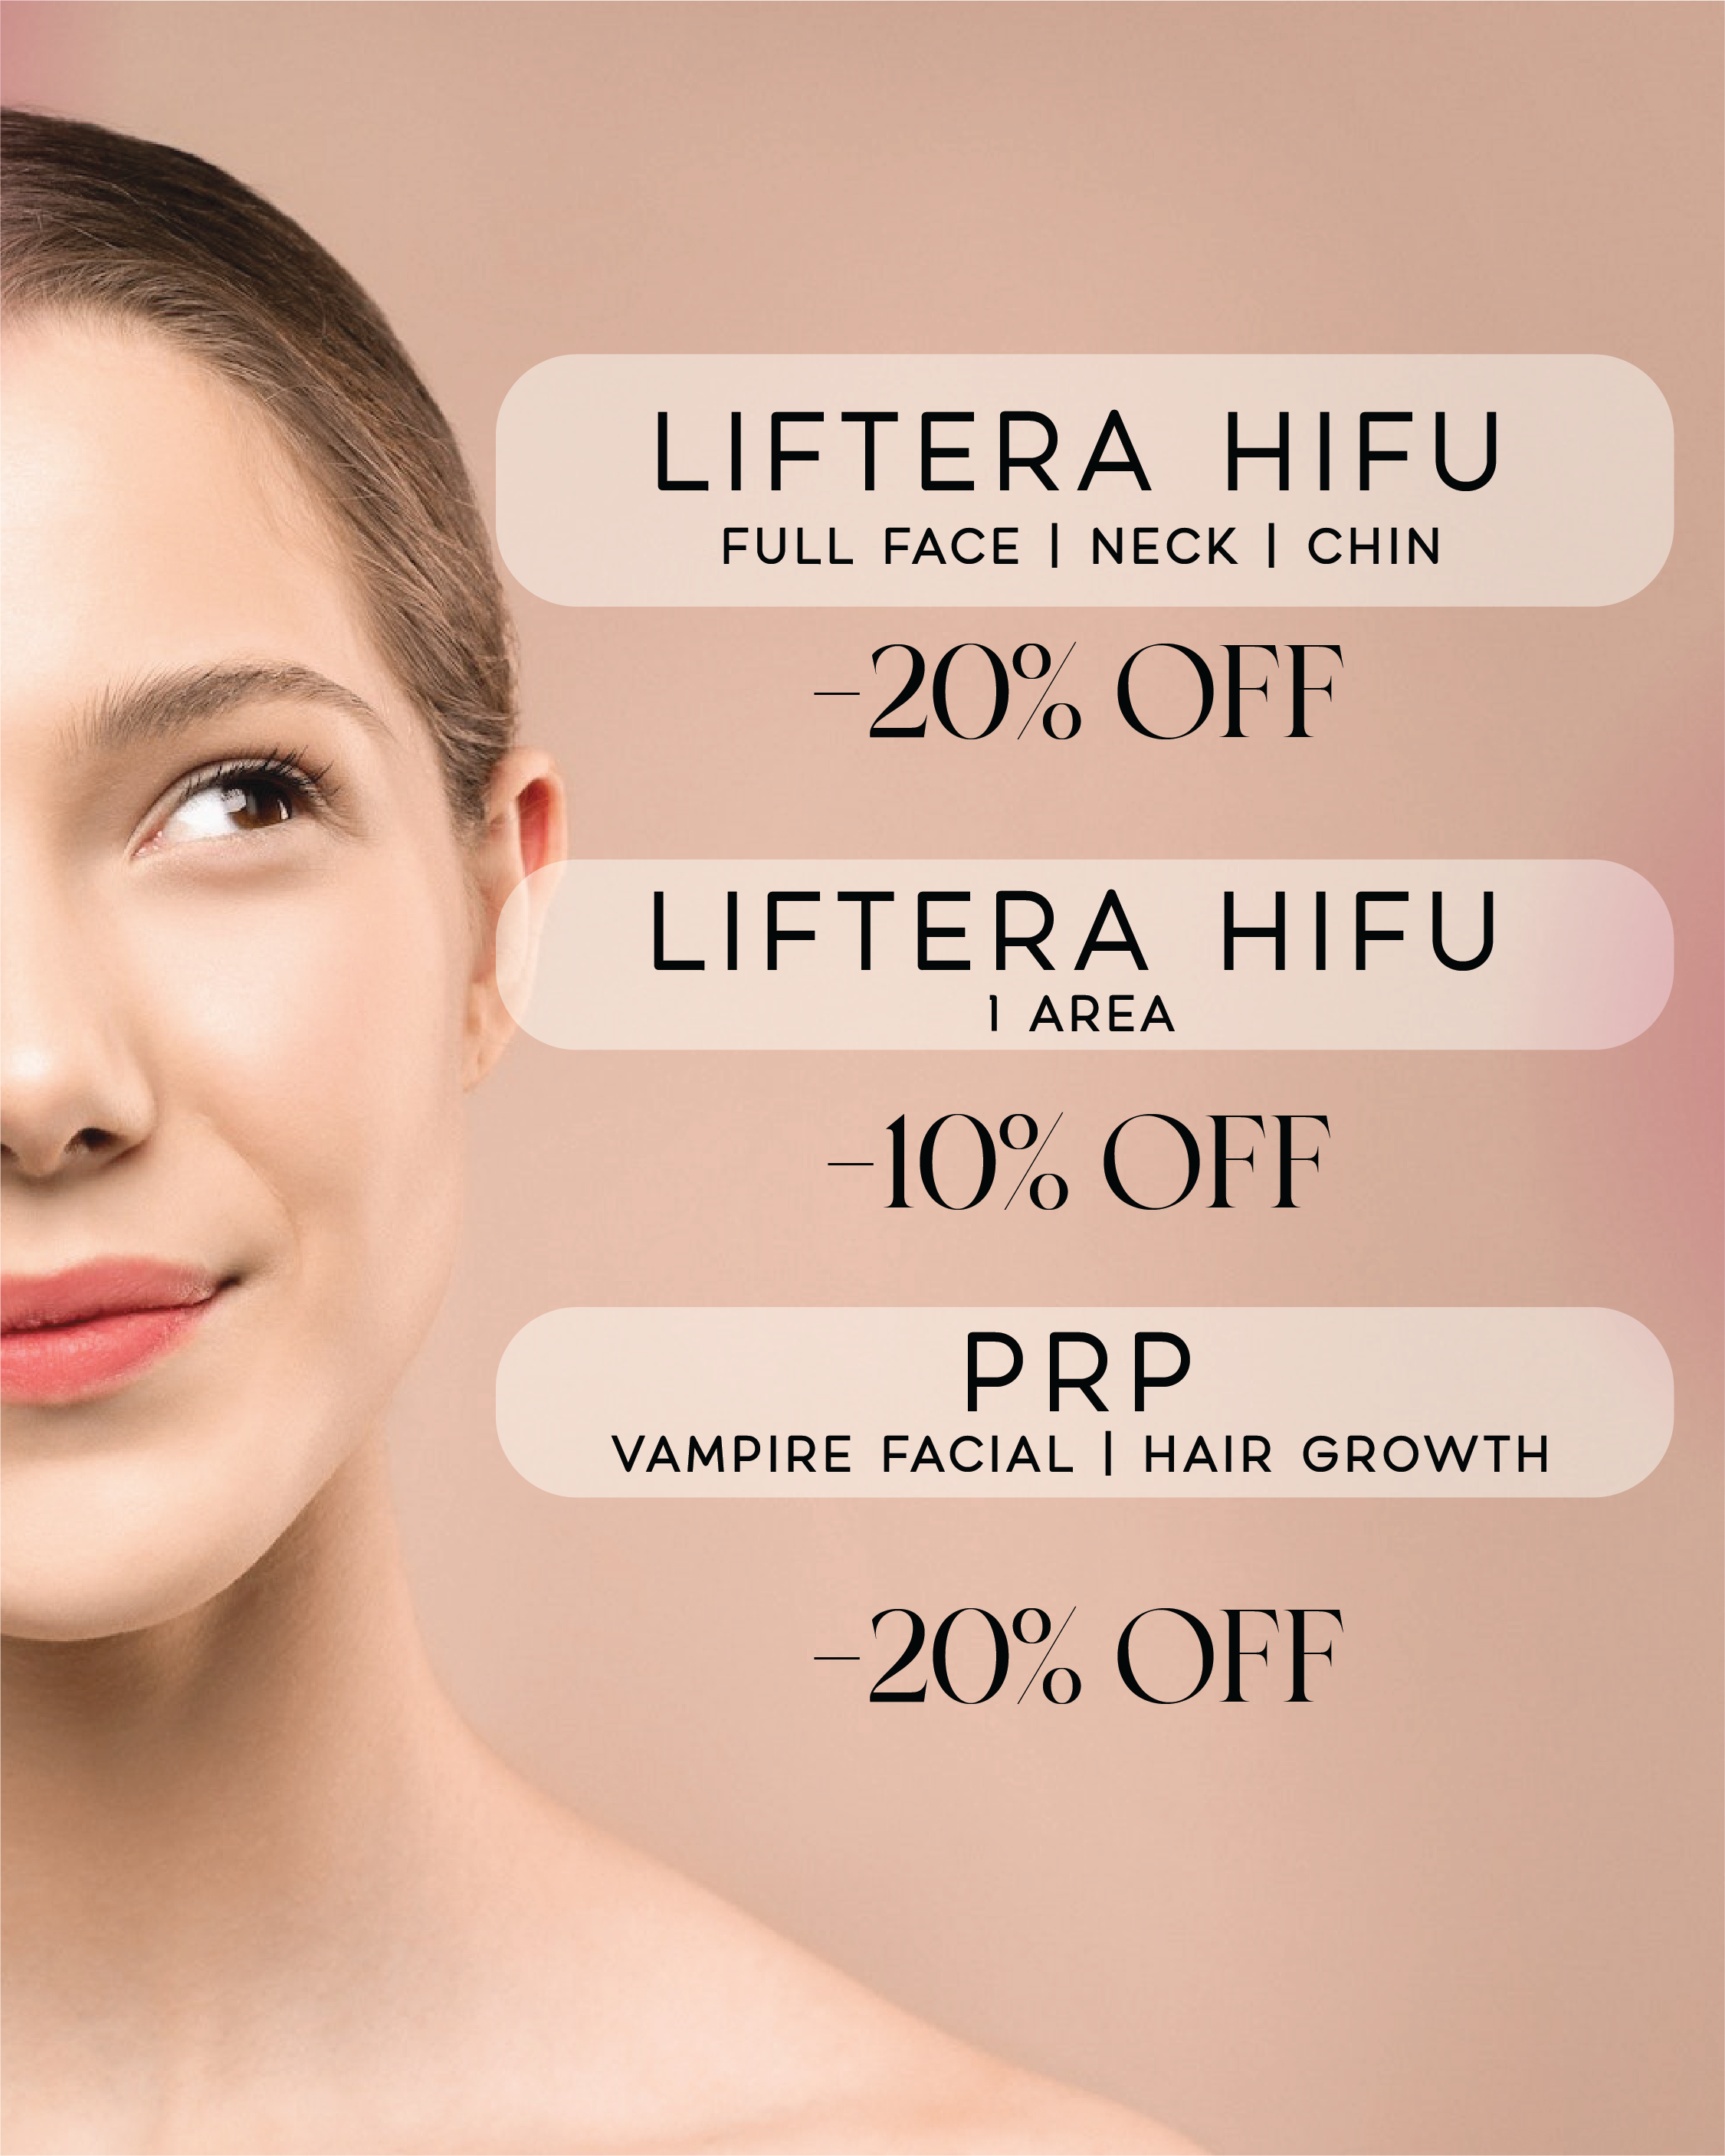 LIFTERA HIFU
FULL FACE | NECK | CHIN
-20% OFF
LIFTERA HIFU
1 AREA
-10% OFF
PRP
VAMPIRE FACIAL | HAIR GROWTH
-20% OFF